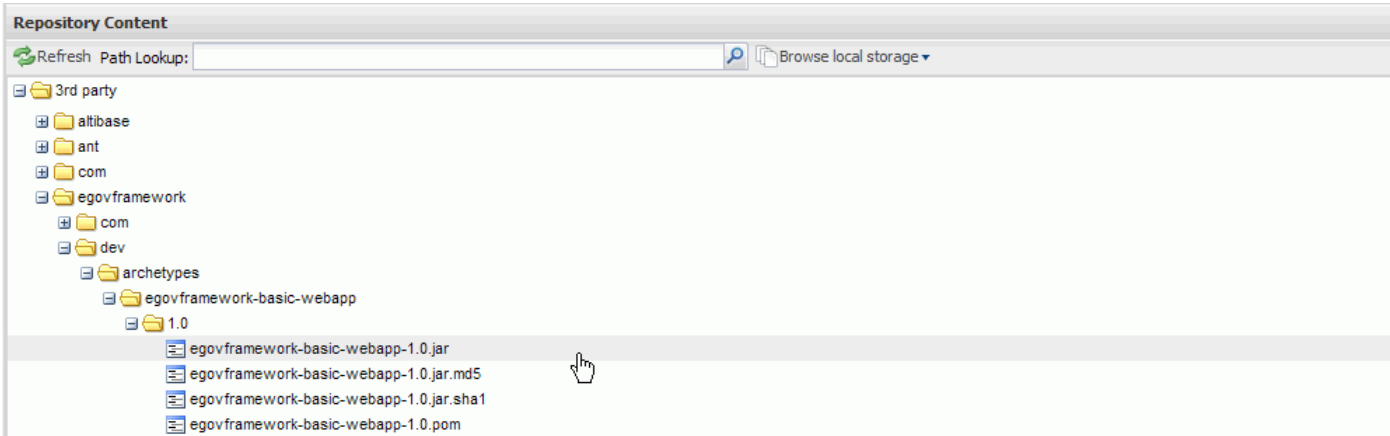 Repository Content
Refresh Path Lookup: Browse local storage
3rd party
altibase
ant
com
egovframework
com
dev
archetypes
egovframework-basic-webapp
1.0
egovframework-basic-webapp-1.0.jar
egovframework-basic-webapp-1.0.jar.md5
egovframework-basic-webapp-1.0.jar.sha1
egovframework-basic-webapp-1.0.pom